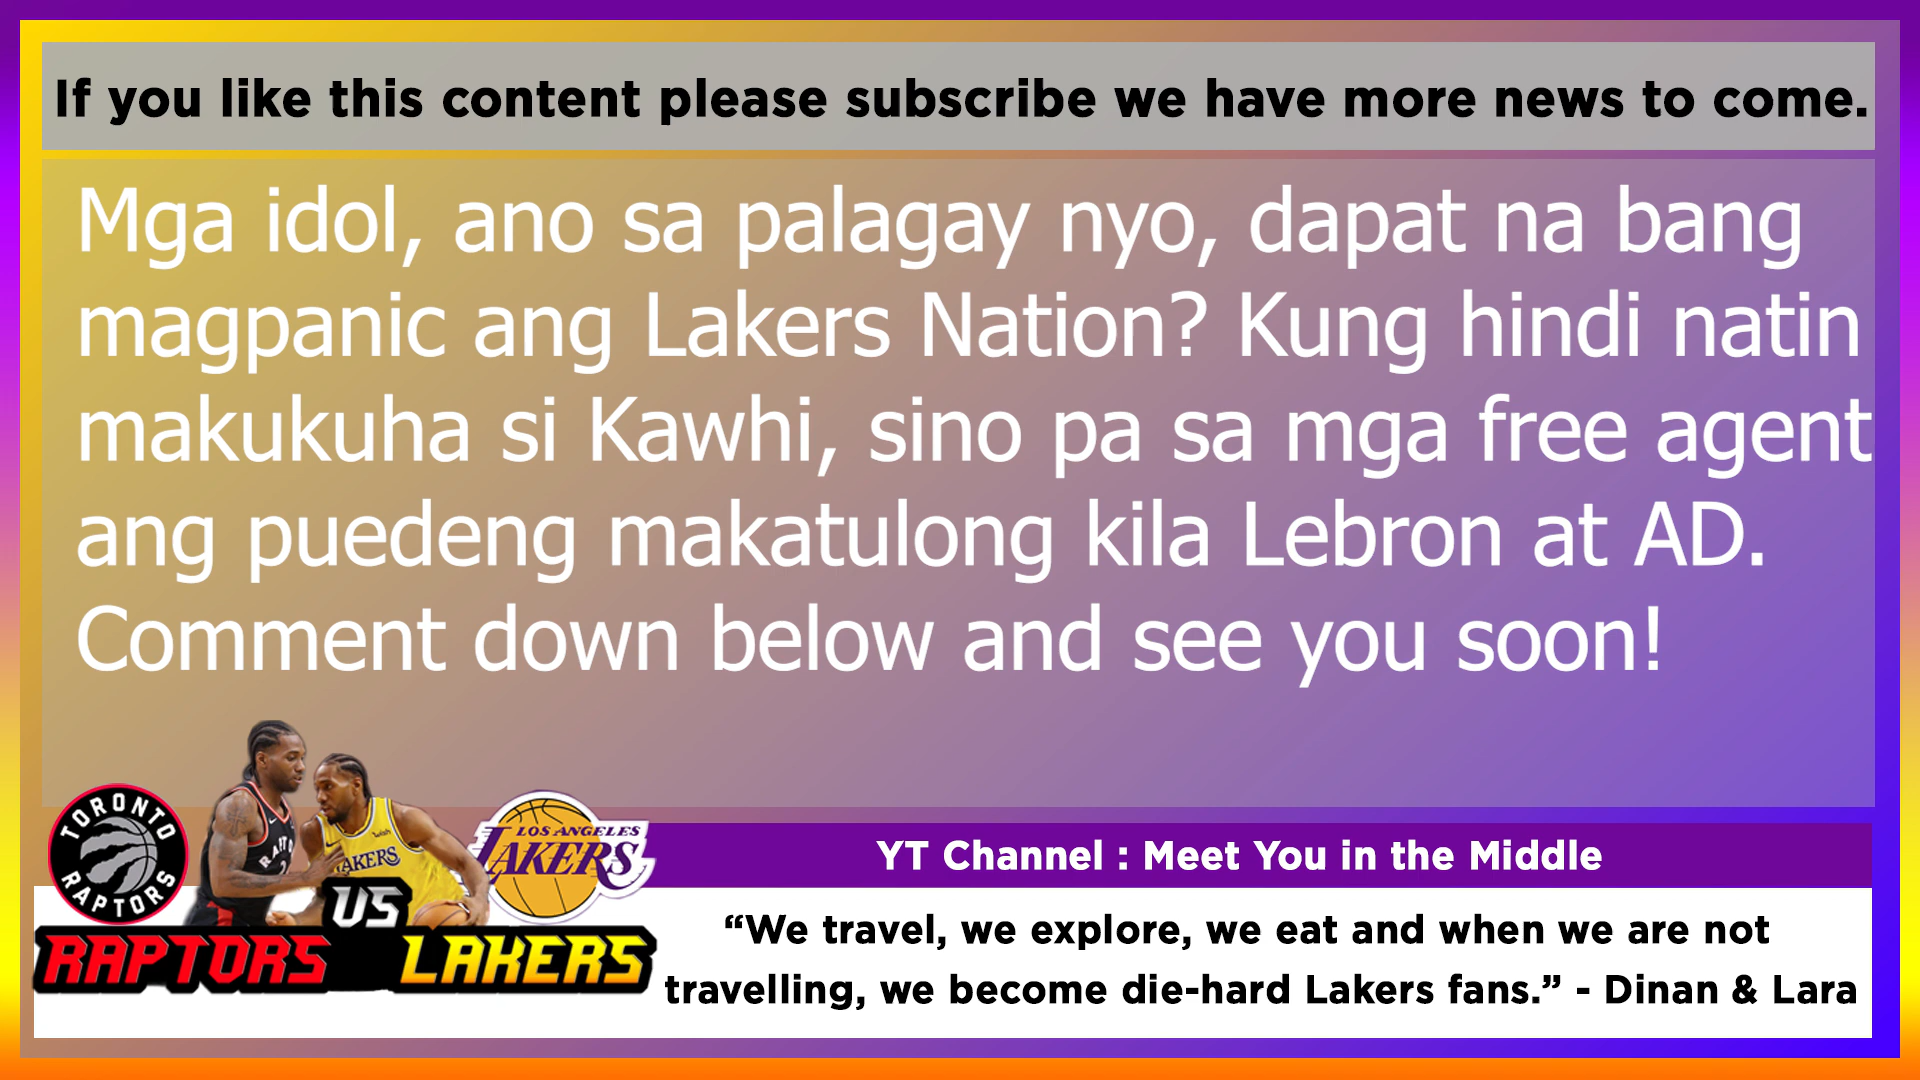 If you like this content please subscribe we have more news to come.
Mga idol, ano sa palagay nyo, dapat na bang
magpanic ang Lakers Nation? Kung hindi natin
makukuha si Kawhi, sino pa sa mga free agent
ang puedeng makatulong kila Lebron at AD.
Comment down below and see you soon!
TORONTO
RAPTORS
LAKERS
LOS ANGELES
LAKERS
VS
RAPTORS LAKERS
YT Channel : Meet You in the Middle
“We travel, we explore, we eat and when we are not
travelling, we become die-hard Lakers fans.” - Dinan & Lara